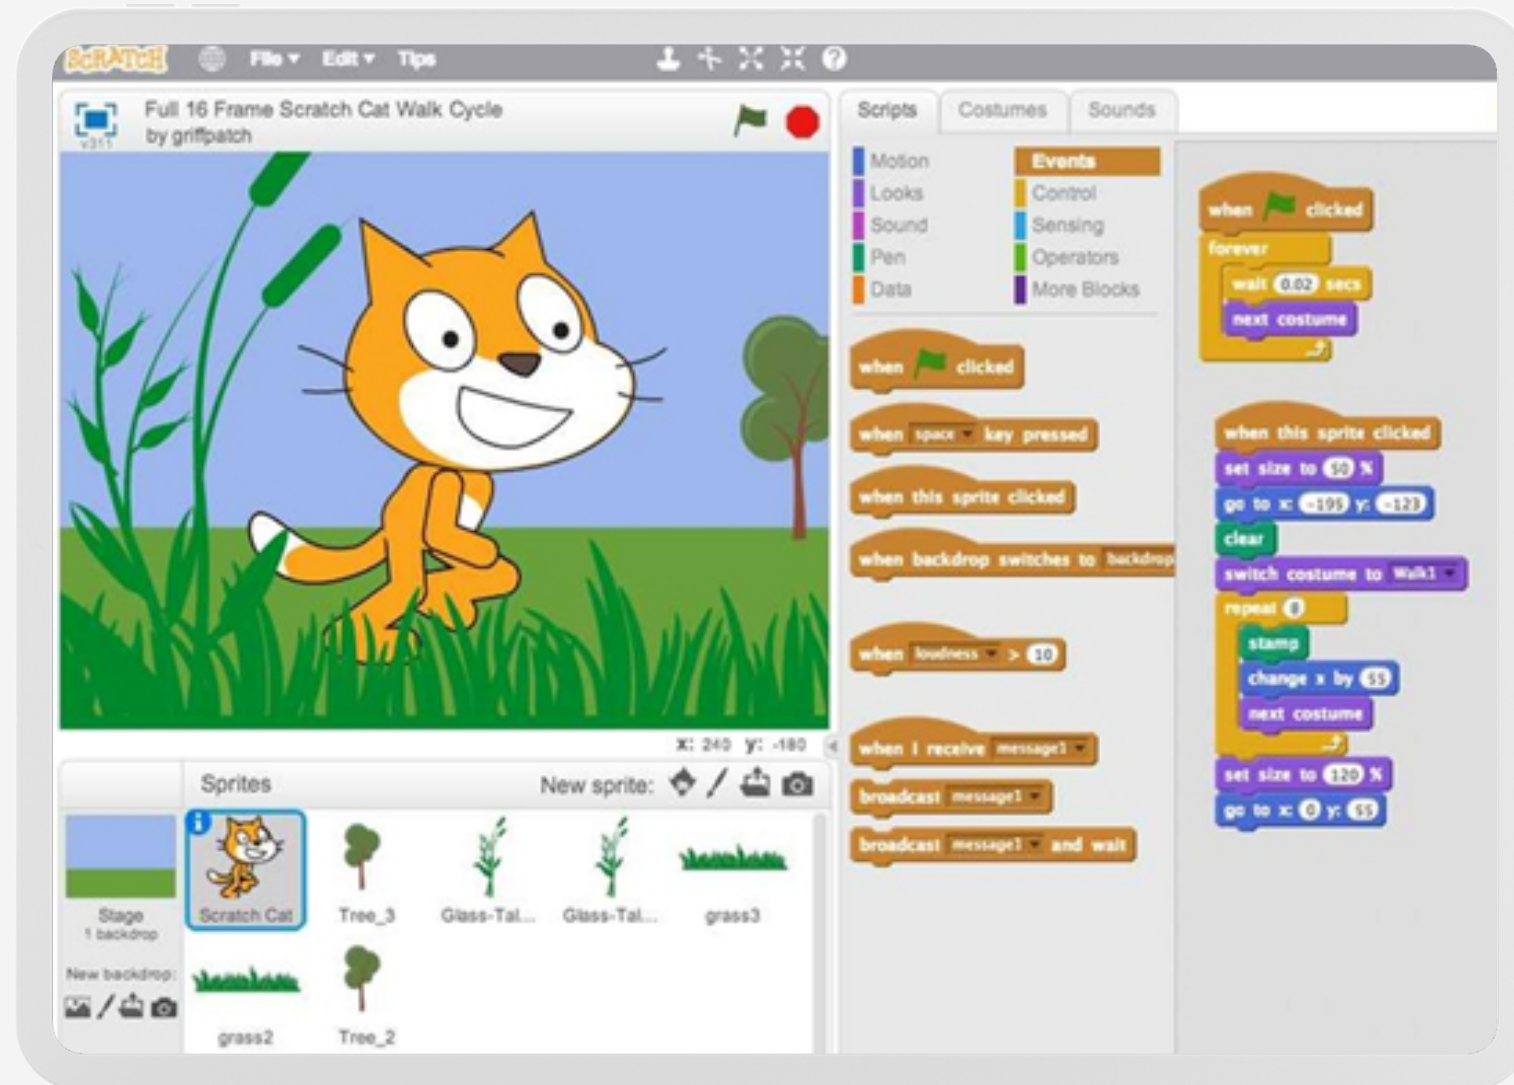 SCRATCH File Edit Tips
Full 16 Frame Scratch Cat Walk Cycle
by griffpatch
v311
Scripts Costumes Sounds
Motion Events
Looks Control
Sound Sensing
Pen Operators
Data More Blocks
when clicked
when space key pressed
when this sprite clicked
when backdrop switches to backdrop
when loudness > 10
when I receive message1
broadcast message1
broadcast message1 and wait
when clicked
forever
wait 0.02 secs
next costume
when this sprite clicked
set size to 50 %
go to x: -195 y: -123
clear
switch costume to Walk1
repeat 8
stamp
change x by 55
next costume
set size to 120 %
go to x: 0 y: 55
x: 240 y: -180
Sprites New sprite:
Stage
1 backdrop
New backdrop:
Scratch Cat
Tree_3
Glass-Tal...
Glass-Tal...
grass3
grass2
Tree_2